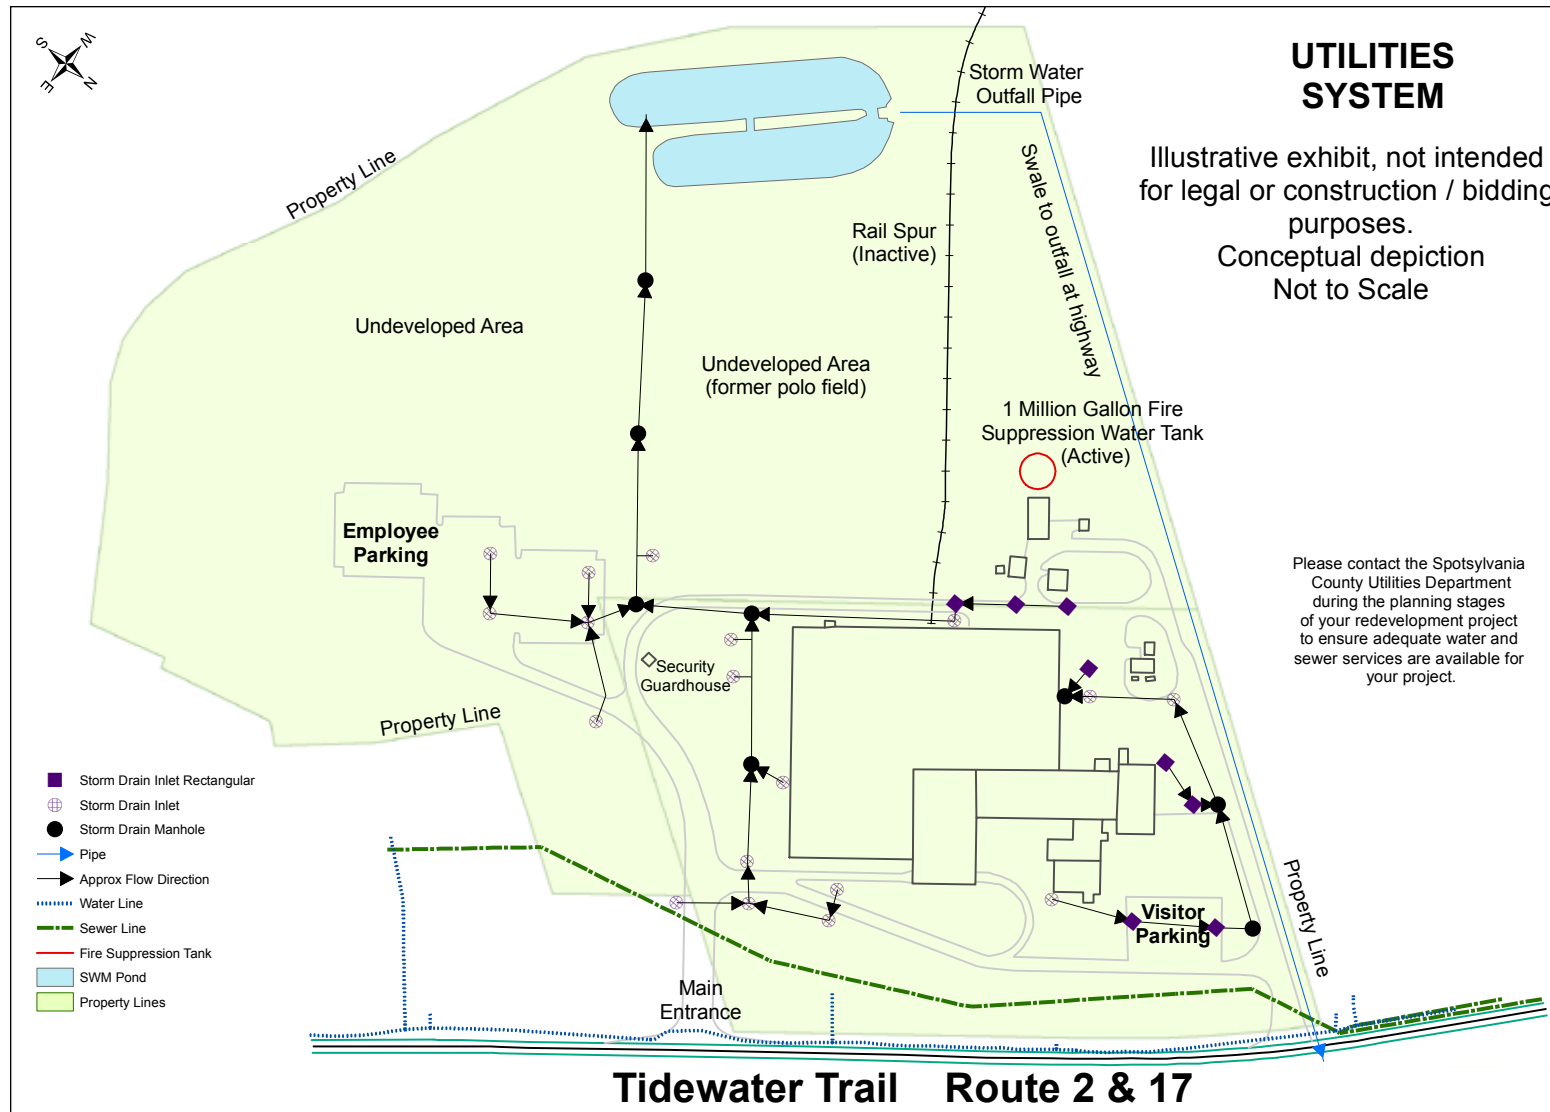 S
W
E
N
UTILITIES
SYSTEM
Illustrative exhibit, not intended
for legal or construction / bidding
purposes.
Conceptual depiction
Not to Scale
Storm Water
Outfall Pipe
Property Line
Swale to outfall at highway
Rail Spur
(Inactive)
Undeveloped Area
Undeveloped Area
(former polo field)
1 Million Gallon Fire
Suppression Water Tank
(Active)
Employee
Parking
Please contact the Spotsylvania
County Utilities Department
during the planning stages
of your redevelopment project
to ensure adequate water and
sewer services are available for
your project.
Security
Guardhouse
Property Line
Storm Drain Inlet Rectangular
Storm Drain Inlet
Storm Drain Manhole
Pipe
Approx Flow Direction
Water Line
Sewer Line
Fire Suppression Tank
SWM Pond
Property Lines
Visitor
Parking
Property Line
Main
Entrance
Tidewater Trail Route 2 & 17